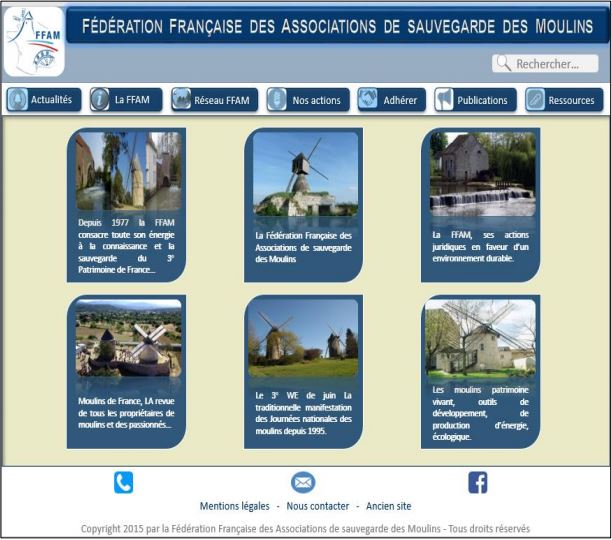 FFAM
FÉDÉRATION FRANÇAISE DES ASSOCIATIONS DE SAUVEGARDE DES MOULINS
Rechercher...
Actualités
La FFAM
Réseau FFAM
Nos actions
Adhérer
Publications
Ressources
Depuis 1977 la FFAM
consacre toute son énergie
à la connaissance et la
sauvegarde du 3°
Patrimoine de France...
La Fédération Française des
Associations de sauvegarde
des Moulins
La FFAM, ses actions
juridiques en faveur d'un
environnement durable.
Moulins de France, LA revue
de tous les propriétaires de
moulins et des passionnés...
Le 3° WE de juin La
traditionnelle manifestation
des Journées nationales des
moulins depuis 1995.
Les moulins patrimoine
vivant, outils de
développement, de
production d'énergie,
écologique.
Mentions légales - Nous contacter - Ancien site
Copyright 2015 par la Fédération Française des Associations de sauvegarde des Moulins - Tous droits réservés